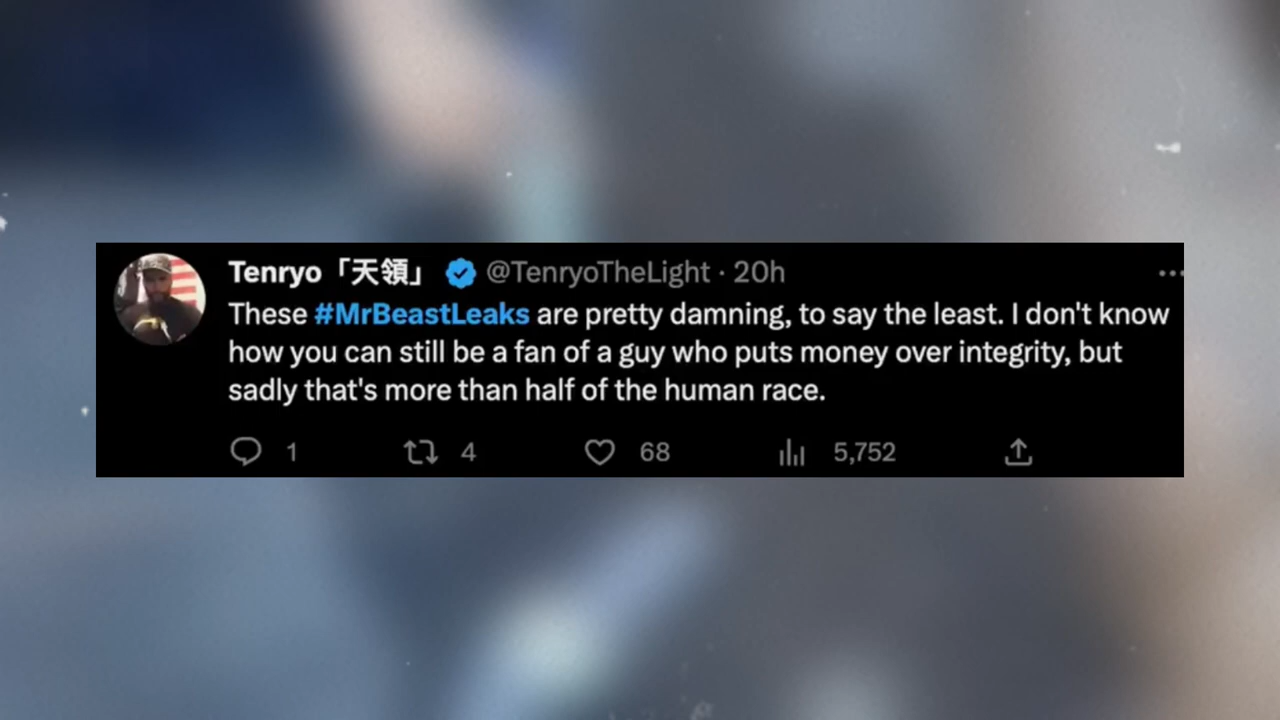 Tenryo「天領」 @TenryoTheLight · 20h
These #MrBeastLeaks are pretty damning, to say the least. I don't know
how you can still be a fan of a guy who puts money over integrity, but
sadly that's more than half of the human race.
1 4 68 5,752